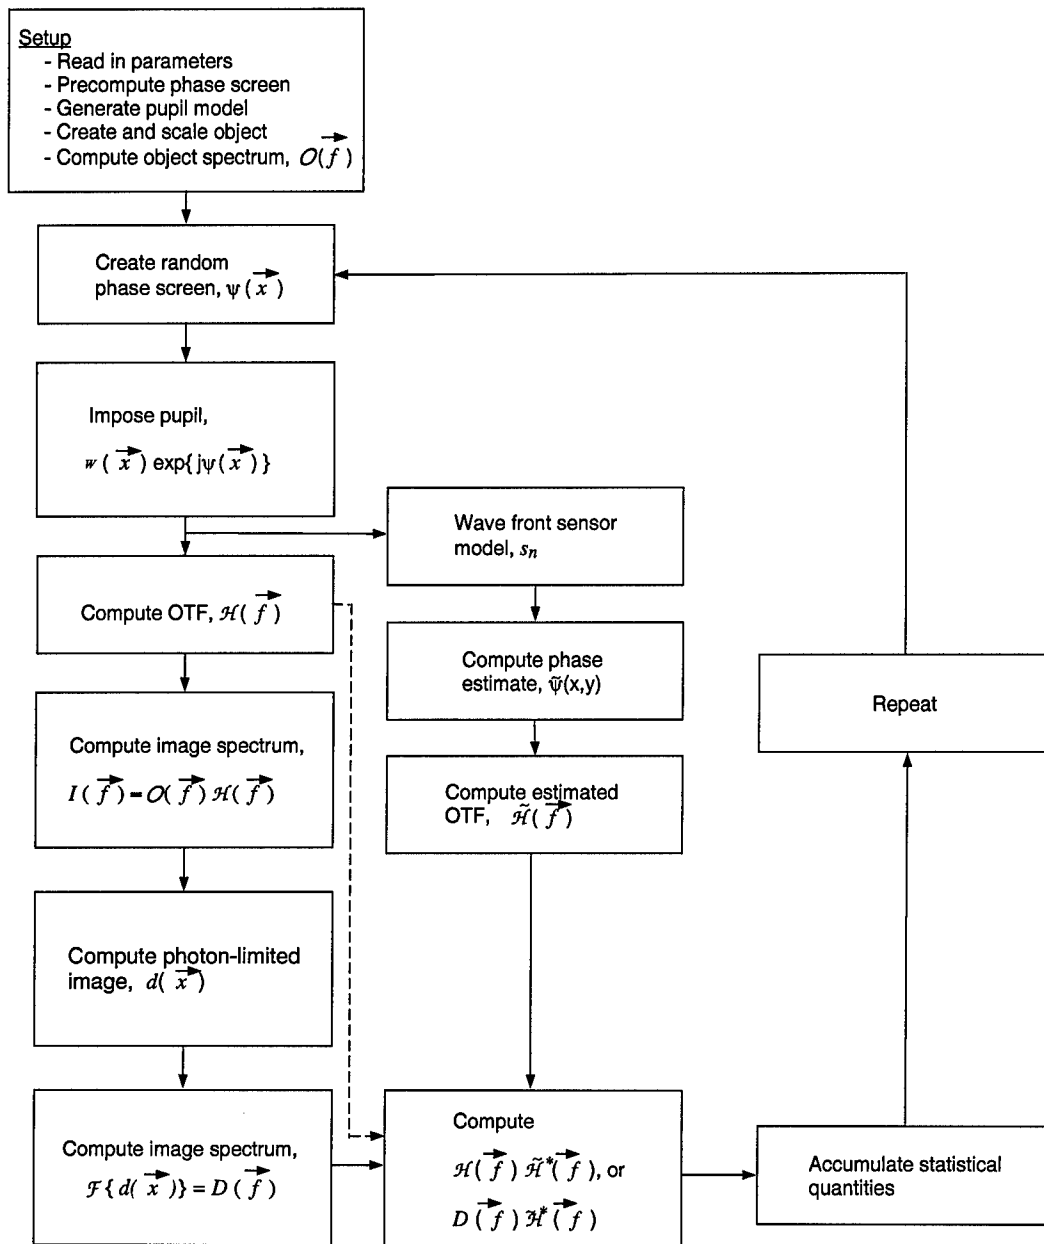 Setup
- Read in parameters
- Precompute phase screen
- Generate pupil model
- Create and scale object
- Compute object spectrum, 𝒪(f⃗)
Create random
phase screen, ψ(x⃗)
Impose pupil,
w(x⃗) exp{jψ(x⃗)}
Wave front sensor
model, sₙ
Compute OTF, ℋ(f⃗)
Compute phase
estimate, ψ̃(x,y)
Repeat
Compute image spectrum,
I(f⃗) = 𝒪(f⃗) ℋ(f⃗)
Compute estimated
OTF, ℋ̃(f⃗)
Compute photon-limited
image, d(x⃗)
Compute image spectrum,
ℱ{d(x⃗)} = D(f⃗)
Compute
ℋ(f⃗) ℋ̃*(f⃗), or
D(f⃗) ℋ̃*(f⃗)
Accumulate statistical
quantities